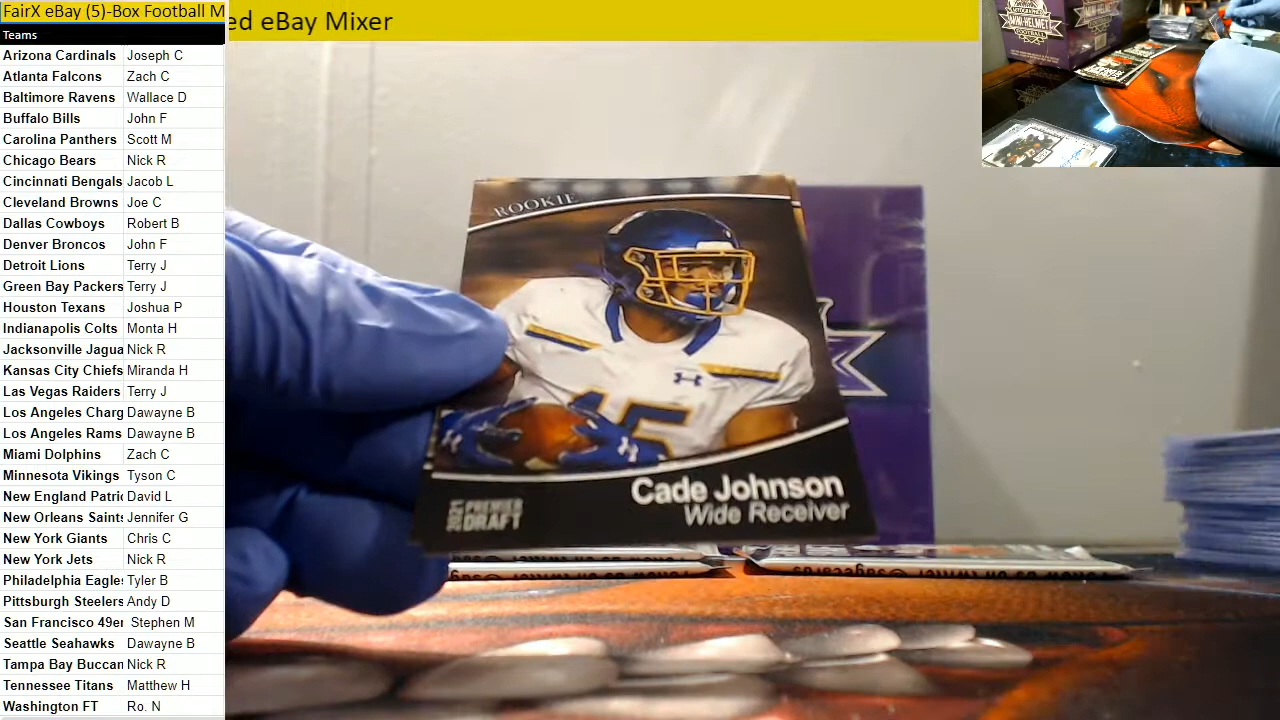 FairX eBay (5)-Box Football M
ed eBay Mixer
Teams
Arizona Cardinals Joseph C
Atlanta Falcons Zach C
Baltimore Ravens Wallace D
Buffalo Bills John F
Carolina Panthers Scott M
Chicago Bears Nick R
Cincinnati Bengals Jacob L
Cleveland Browns Joe C
Dallas Cowboys Robert B
Denver Broncos John F
Detroit Lions Terry J
Green Bay Packers Terry J
Houston Texans Joshua P
Indianapolis Colts Monta H
Jacksonville Jagua Nick R
Kansas City Chiefs Miranda H
Las Vegas Raiders Terry J
Los Angeles Charg Dawayne B
Los Angeles Rams Dawayne B
Miami Dolphins Zach C
Minnesota Vikings Tyson C
New England Patri David L
New Orleans Saints Jennifer G
New York Giants Chris C
New York Jets Nick R
Philadelphia Eagle Tyler B
Pittsburgh Steelers Andy D
San Francisco 49er Stephen M
Seattle Seahawks Dawayne B
Tampa Bay Buccan Nick R
Tennessee Titans Matthew H
Washington FT Ro. N
ROOKIE
15
Cade Johnson
Wide Receiver
2021 PREMIER
DRAFT
MINI-HELMET
FOOTBALL